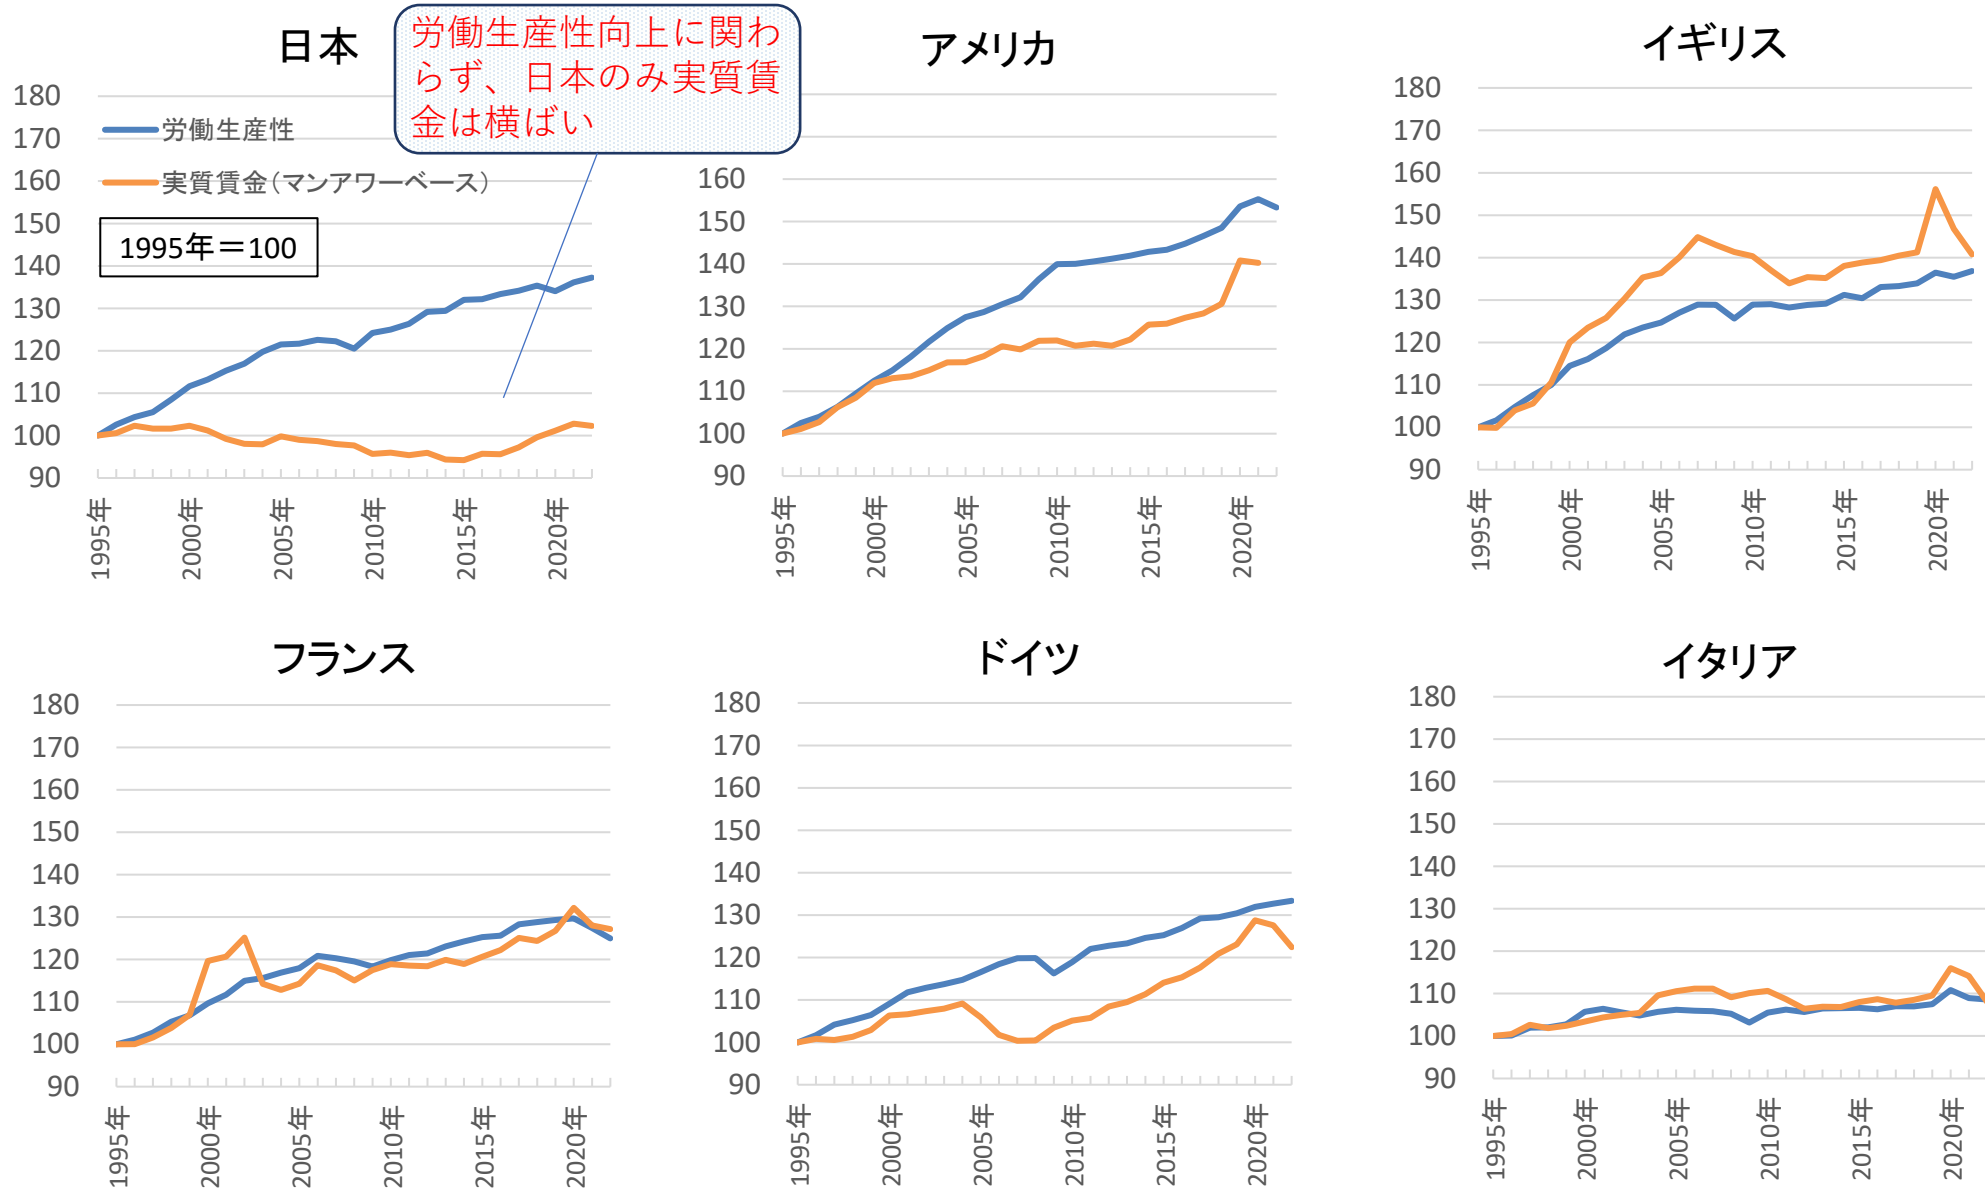 日本
労働生産性向上に関わ
らず、日本のみ実質賃
金は横ばい
180
170
160
150
140
130
120
110
100
90
労働生産性
実質賃金(マンアワーベース)
1995年＝100
1995年
2000年
2005年
2010年
2015年
2020年
アメリカ
160
150
140
130
120
110
100
90
1995年
2000年
2005年
2010年
2015年
2020年
イギリス
180
170
160
150
140
130
120
110
100
90
1995年
2000年
2005年
2010年
2015年
2020年
フランス
180
170
160
150
140
130
120
110
100
90
1995年
2000年
2005年
2010年
2015年
2020年
ドイツ
180
170
160
150
140
130
120
110
100
90
1995年
2000年
2005年
2010年
2015年
2020年
イタリア
180
170
160
150
140
130
120
110
100
90
1995年
2000年
2005年
2010年
2015年
2020年